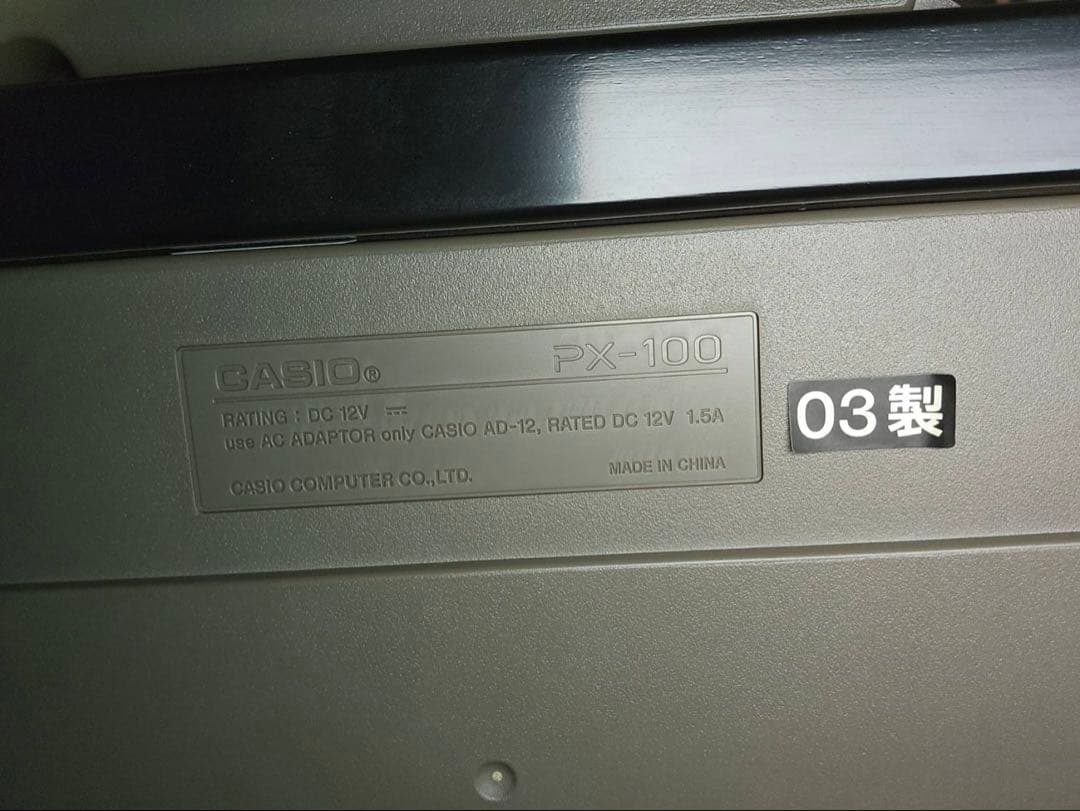 CASIO® PX-100
RATING : DC 12V ⎓
use AC ADAPTOR only CASIO AD-12, RATED DC 12V 1.5A
CASIO COMPUTER CO.,LTD. MADE IN CHINA
03製